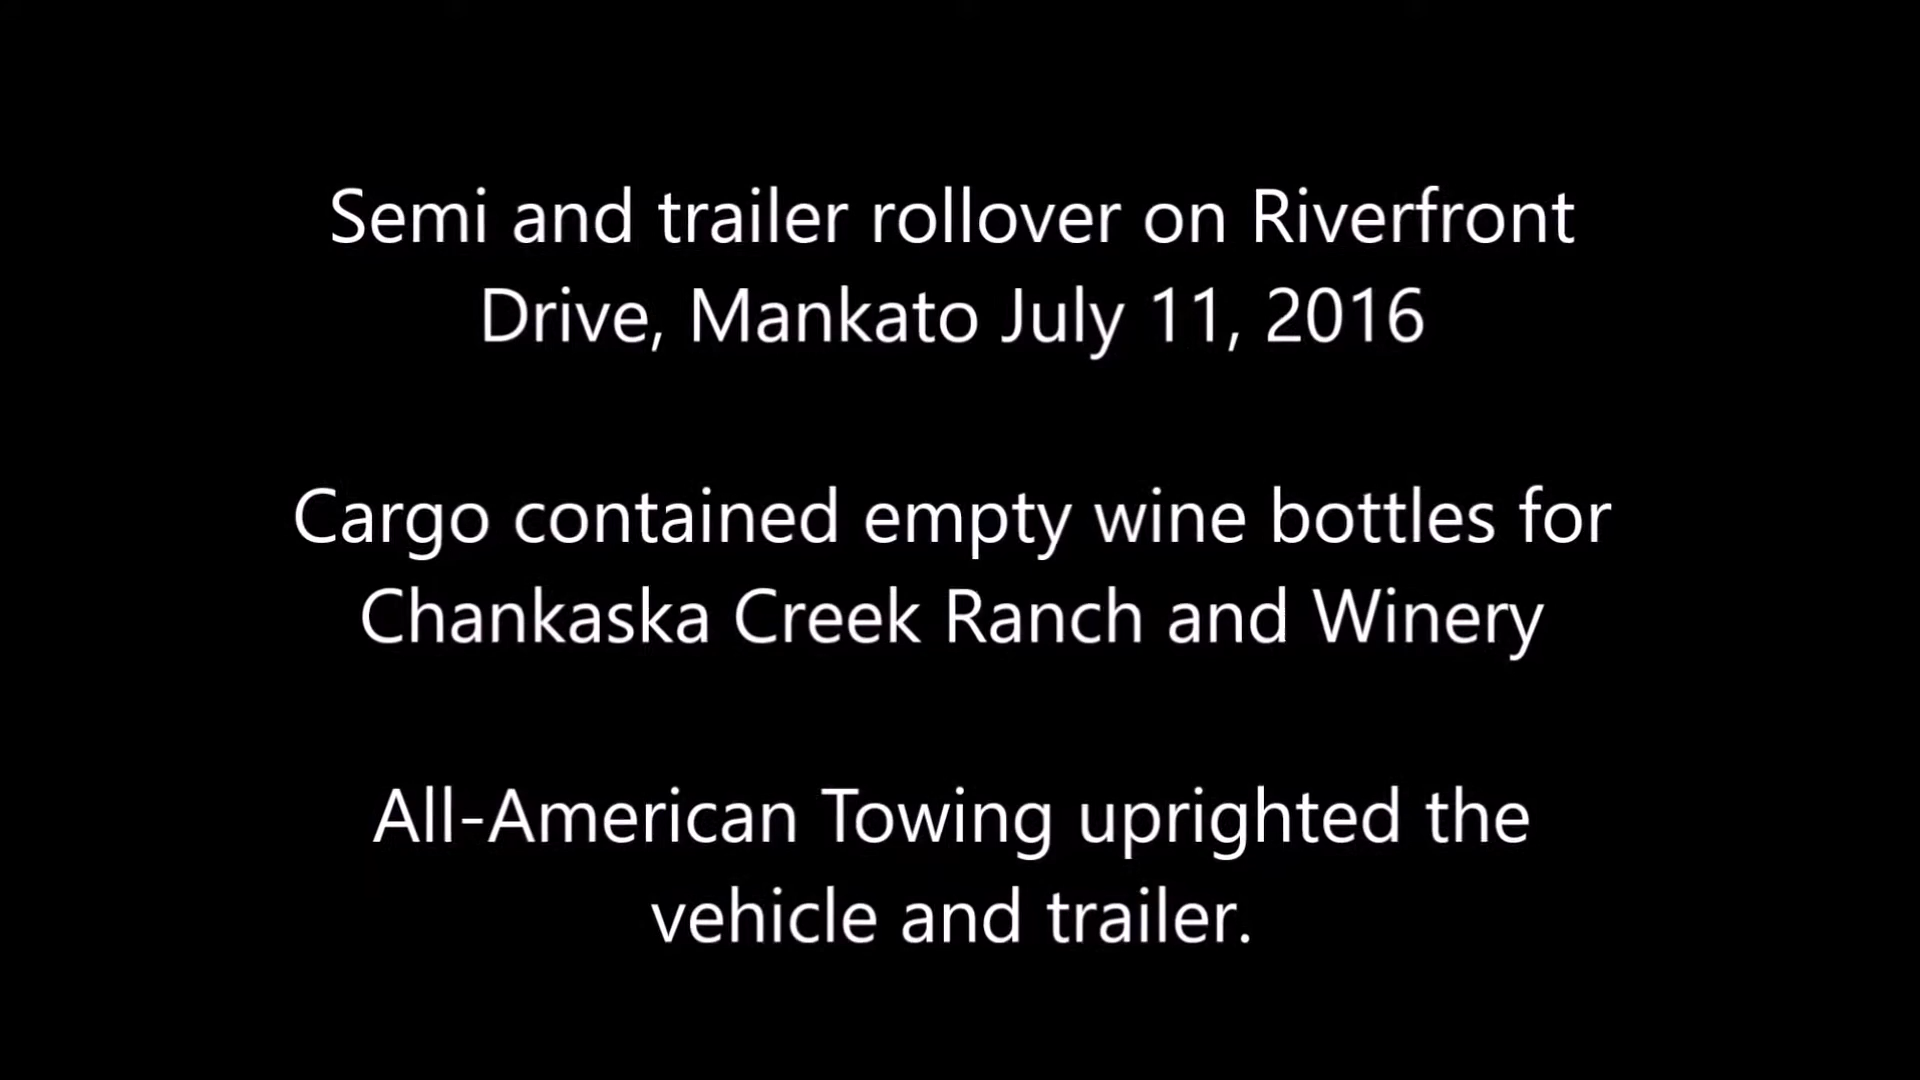 Semi and trailer rollover on Riverfront
Drive, Mankato July 11, 2016
Cargo contained empty wine bottles for
Chankaska Creek Ranch and Winery
All-American Towing uprighted the
vehicle and trailer.